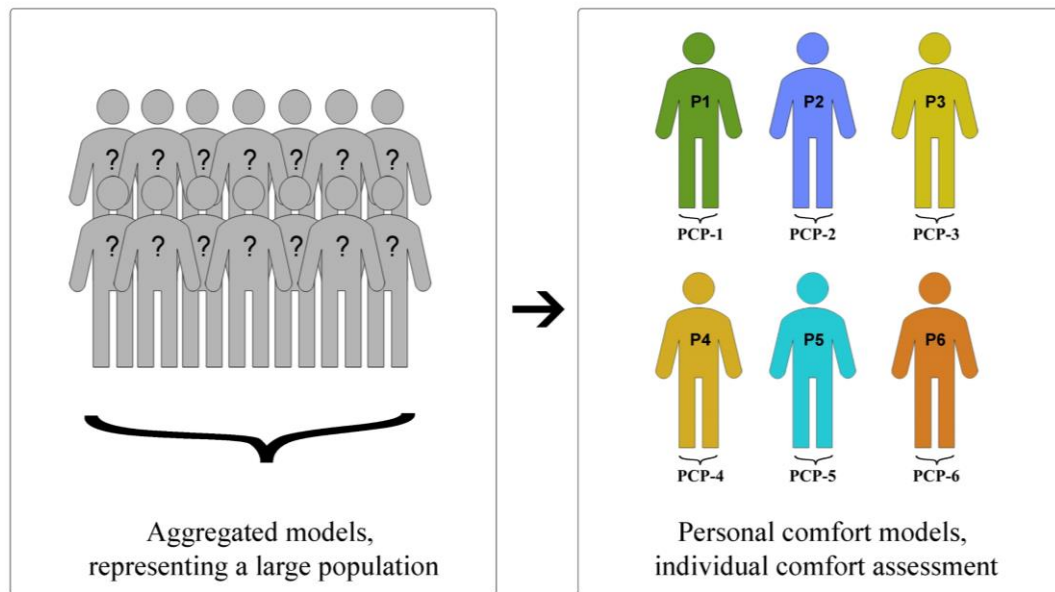 ? ? ? ? ? ? ?
? ? ? ? ? ? ?
Aggregated models,
representing a large population
P1 P2 P3
PCP-1 PCP-2 PCP-3
P4 P5 P6
PCP-4 PCP-5 PCP-6
Personal comfort models,
individual comfort assessment